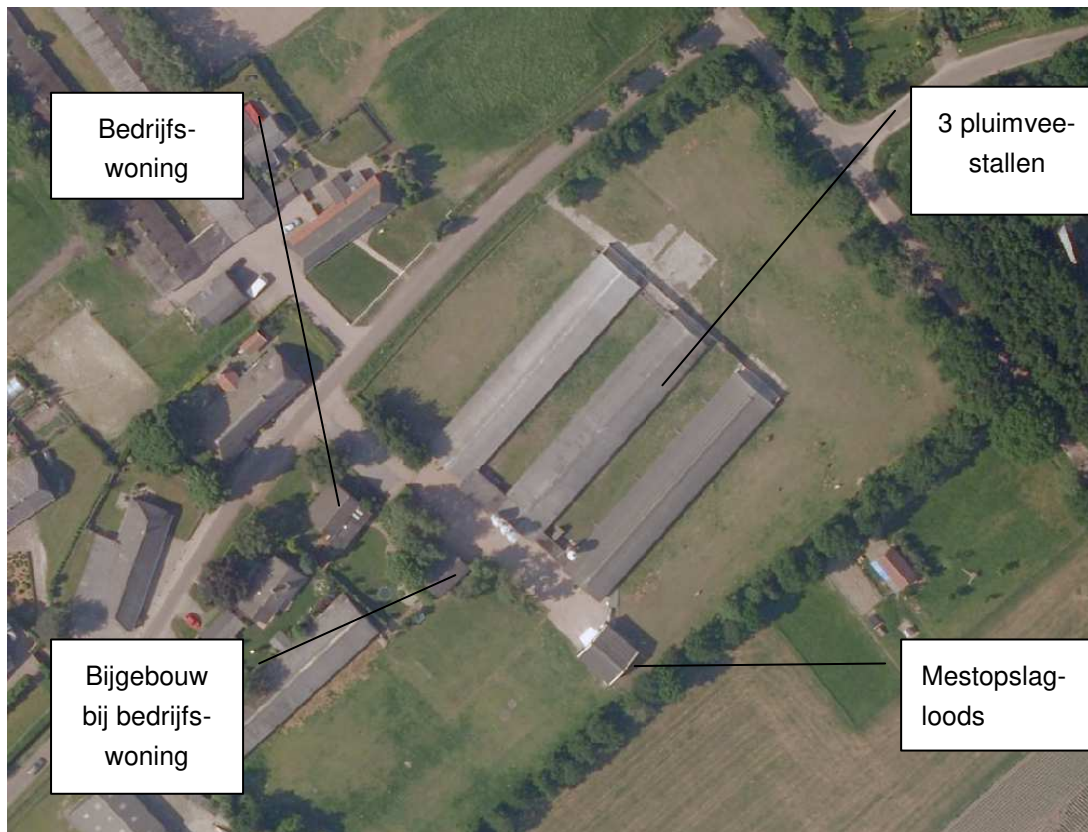 Bedrijfs-
woning
3 pluimvee-
stallen
Bijgebouw
bij bedrijfs-
woning
Mestopslag-
loods